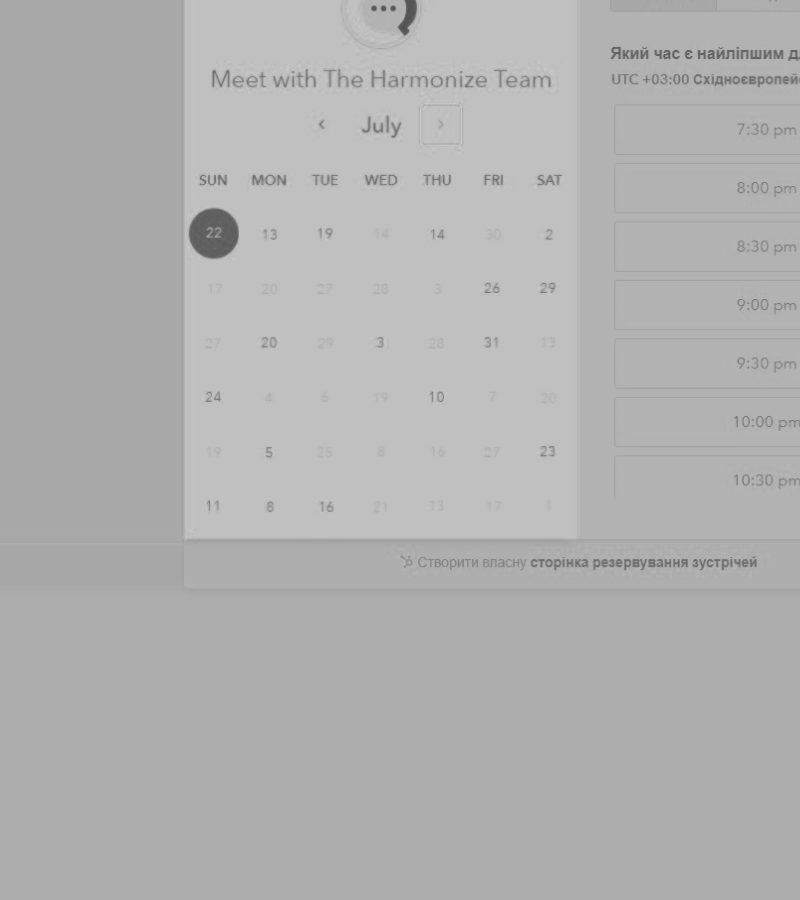 Meet with The Harmonize Team
July
SUN MON TUE WED THU FRI SAT
22 13 19 14 14 30 2
17 20 27 28 3 26 29
27 20 29 3 28 31 13
24 4 6 19 10 7 20
19 5 25 8 16 27 23
11 8 16 21 13 17 1
Який час є найліпшим
UTC +03:00
7:30 pm
8:00 pm
8:30 pm
9:00 pm
9:30 pm
10:00 pm
10:30 pm
Створити власну сторінка резервування зустрічей